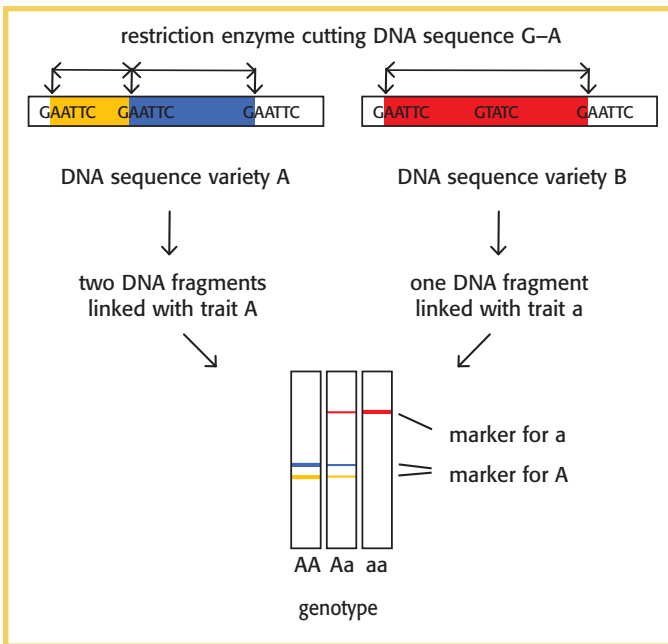 restriction enzyme cutting DNA sequence G–A
GAATTC GAATTC GAATTC
GAATTC GTATC GAATTC
DNA sequence variety A
DNA sequence variety B
two DNA fragments
linked with trait A
one DNA fragment
linked with trait a
marker for a
marker for A
AA Aa aa
genotype